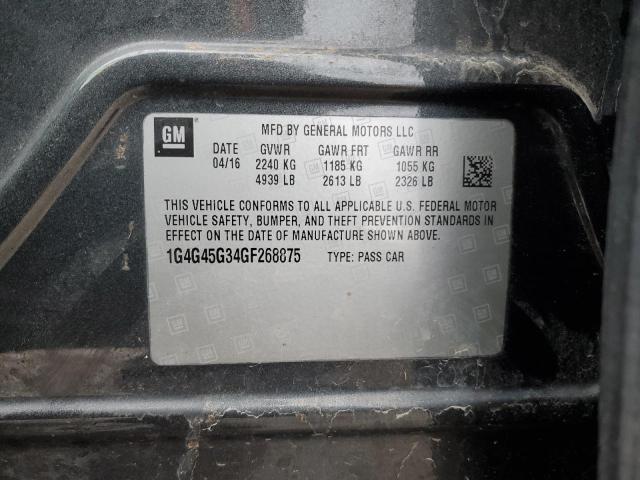 GM
MFD BY GENERAL MOTORS LLC
DATE GVWR GAWR FRT GAWR RR
04/16 2240 KG 1185 KG 1055 KG
4939 LB 2613 LB 2326 LB
THIS VEHICLE CONFORMS TO ALL APPLICABLE U.S. FEDERAL MOTOR
VEHICLE SAFETY, BUMPER, AND THEFT PREVENTION STANDARDS IN
EFFECT ON THE DATE OF MANUFACTURE SHOWN ABOVE.
1G4G45G34GF268875 TYPE: PASS CAR